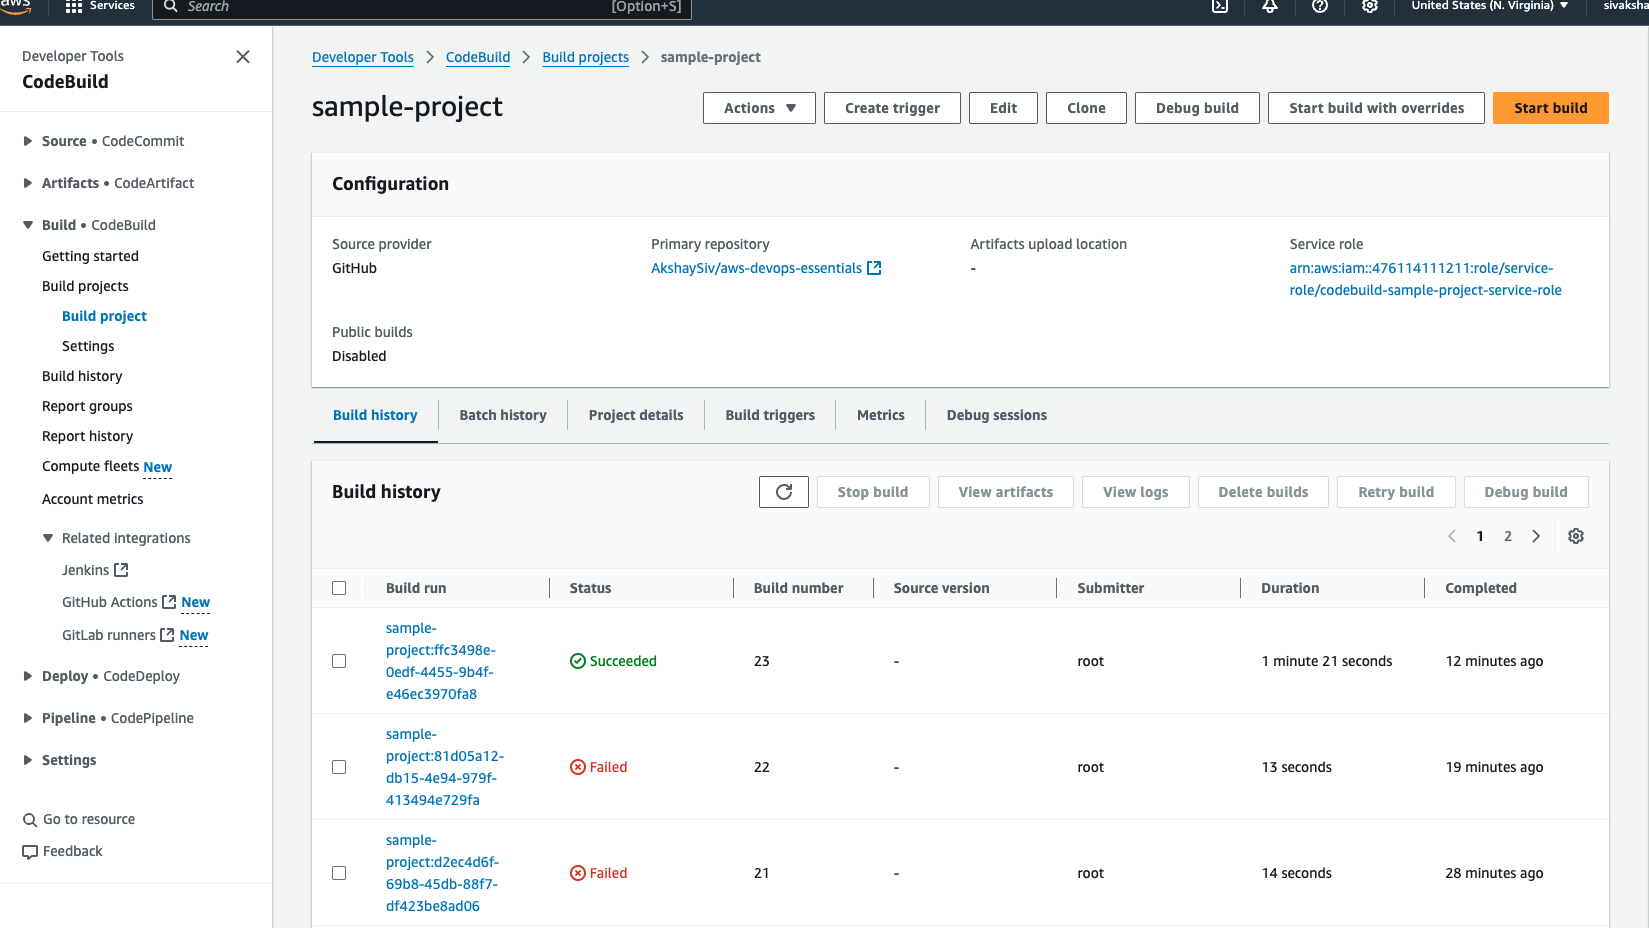 aws
Services
Search
[Option+S]
United States (N. Virginia) ▼
sivaksha
Developer Tools
CodeBuild
Source • CodeCommit
Artifacts • CodeArtifact
Build • CodeBuild
Getting started
Build projects
Build project
Settings
Build history
Report groups
Report history
Compute fleets New
Account metrics
Related integrations
Jenkins
GitHub Actions New
GitLab runners New
Deploy • CodeDeploy
Pipeline • CodePipeline
Settings
Go to resource
Feedback
Developer Tools > CodeBuild > Build projects > sample-project
sample-project
Actions ▼
Create trigger
Edit
Clone
Debug build
Start build with overrides
Start build
Configuration
Source provider
GitHub
Primary repository
AkshaySiv/aws-devops-essentials
Artifacts upload location
-
Service role
arn:aws:iam::476114111211:role/service-
role/codebuild-sample-project-service-role
Public builds
Disabled
Build history
Batch history
Project details
Build triggers
Metrics
Debug sessions
Build history
Stop build
View artifacts
View logs
Delete builds
Retry build
Debug build
< 1 2 >
Build run
Status
Build number
Source version
Submitter
Duration
Completed
sample-
project:ffc3498e-
0edf-4455-9b4f-
e46ec3970fa8
Succeeded
23
-
root
1 minute 21 seconds
12 minutes ago
sample-
project:81d05a12-
db15-4e94-979f-
413494e729fa
Failed
22
-
root
13 seconds
19 minutes ago
sample-
project:d2ec4d6f-
69b8-45db-88f7-
df423be8ad06
Failed
21
-
root
14 seconds
28 minutes ago